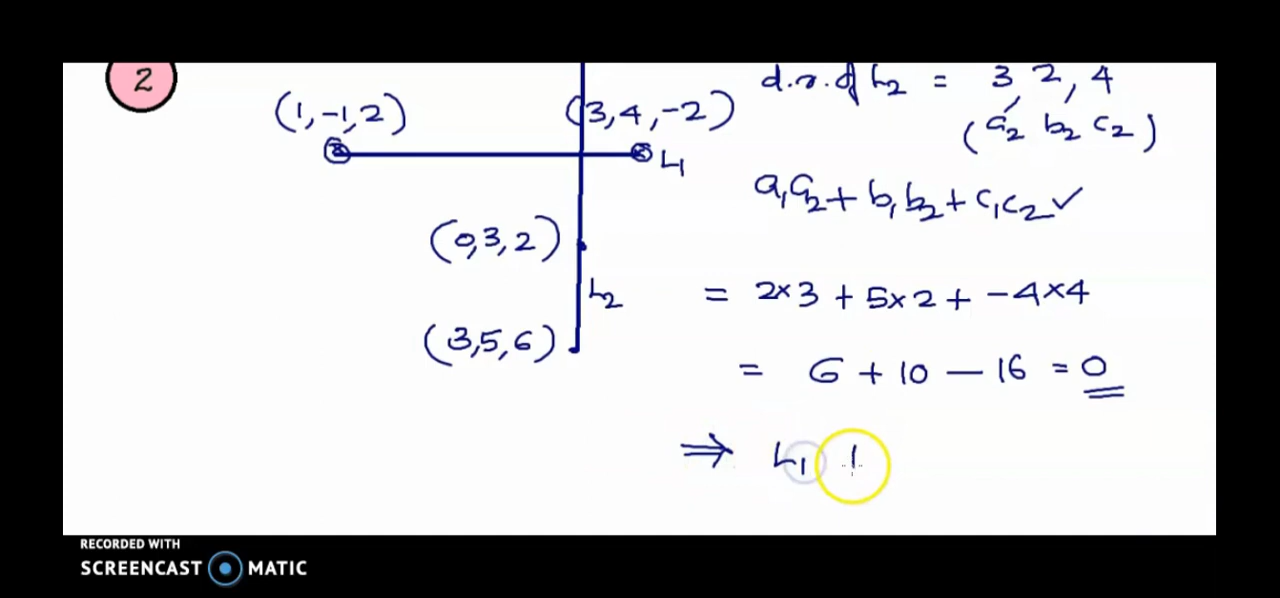 2
d.r. of L2 = 3, 2, 4
(a2 b2 c2)
(1, -1, 2)
(3, 4, -2)
L1
a1a2 + b1b2 + c1c2 ✓
(0, 3, 2)
L2
= 2×3 + 5×2 + -4×4
(3, 5, 6)
= 6 + 10 - 16 = 0
⇒ L1 |
RECORDED WITH
SCREENCAST MATIC